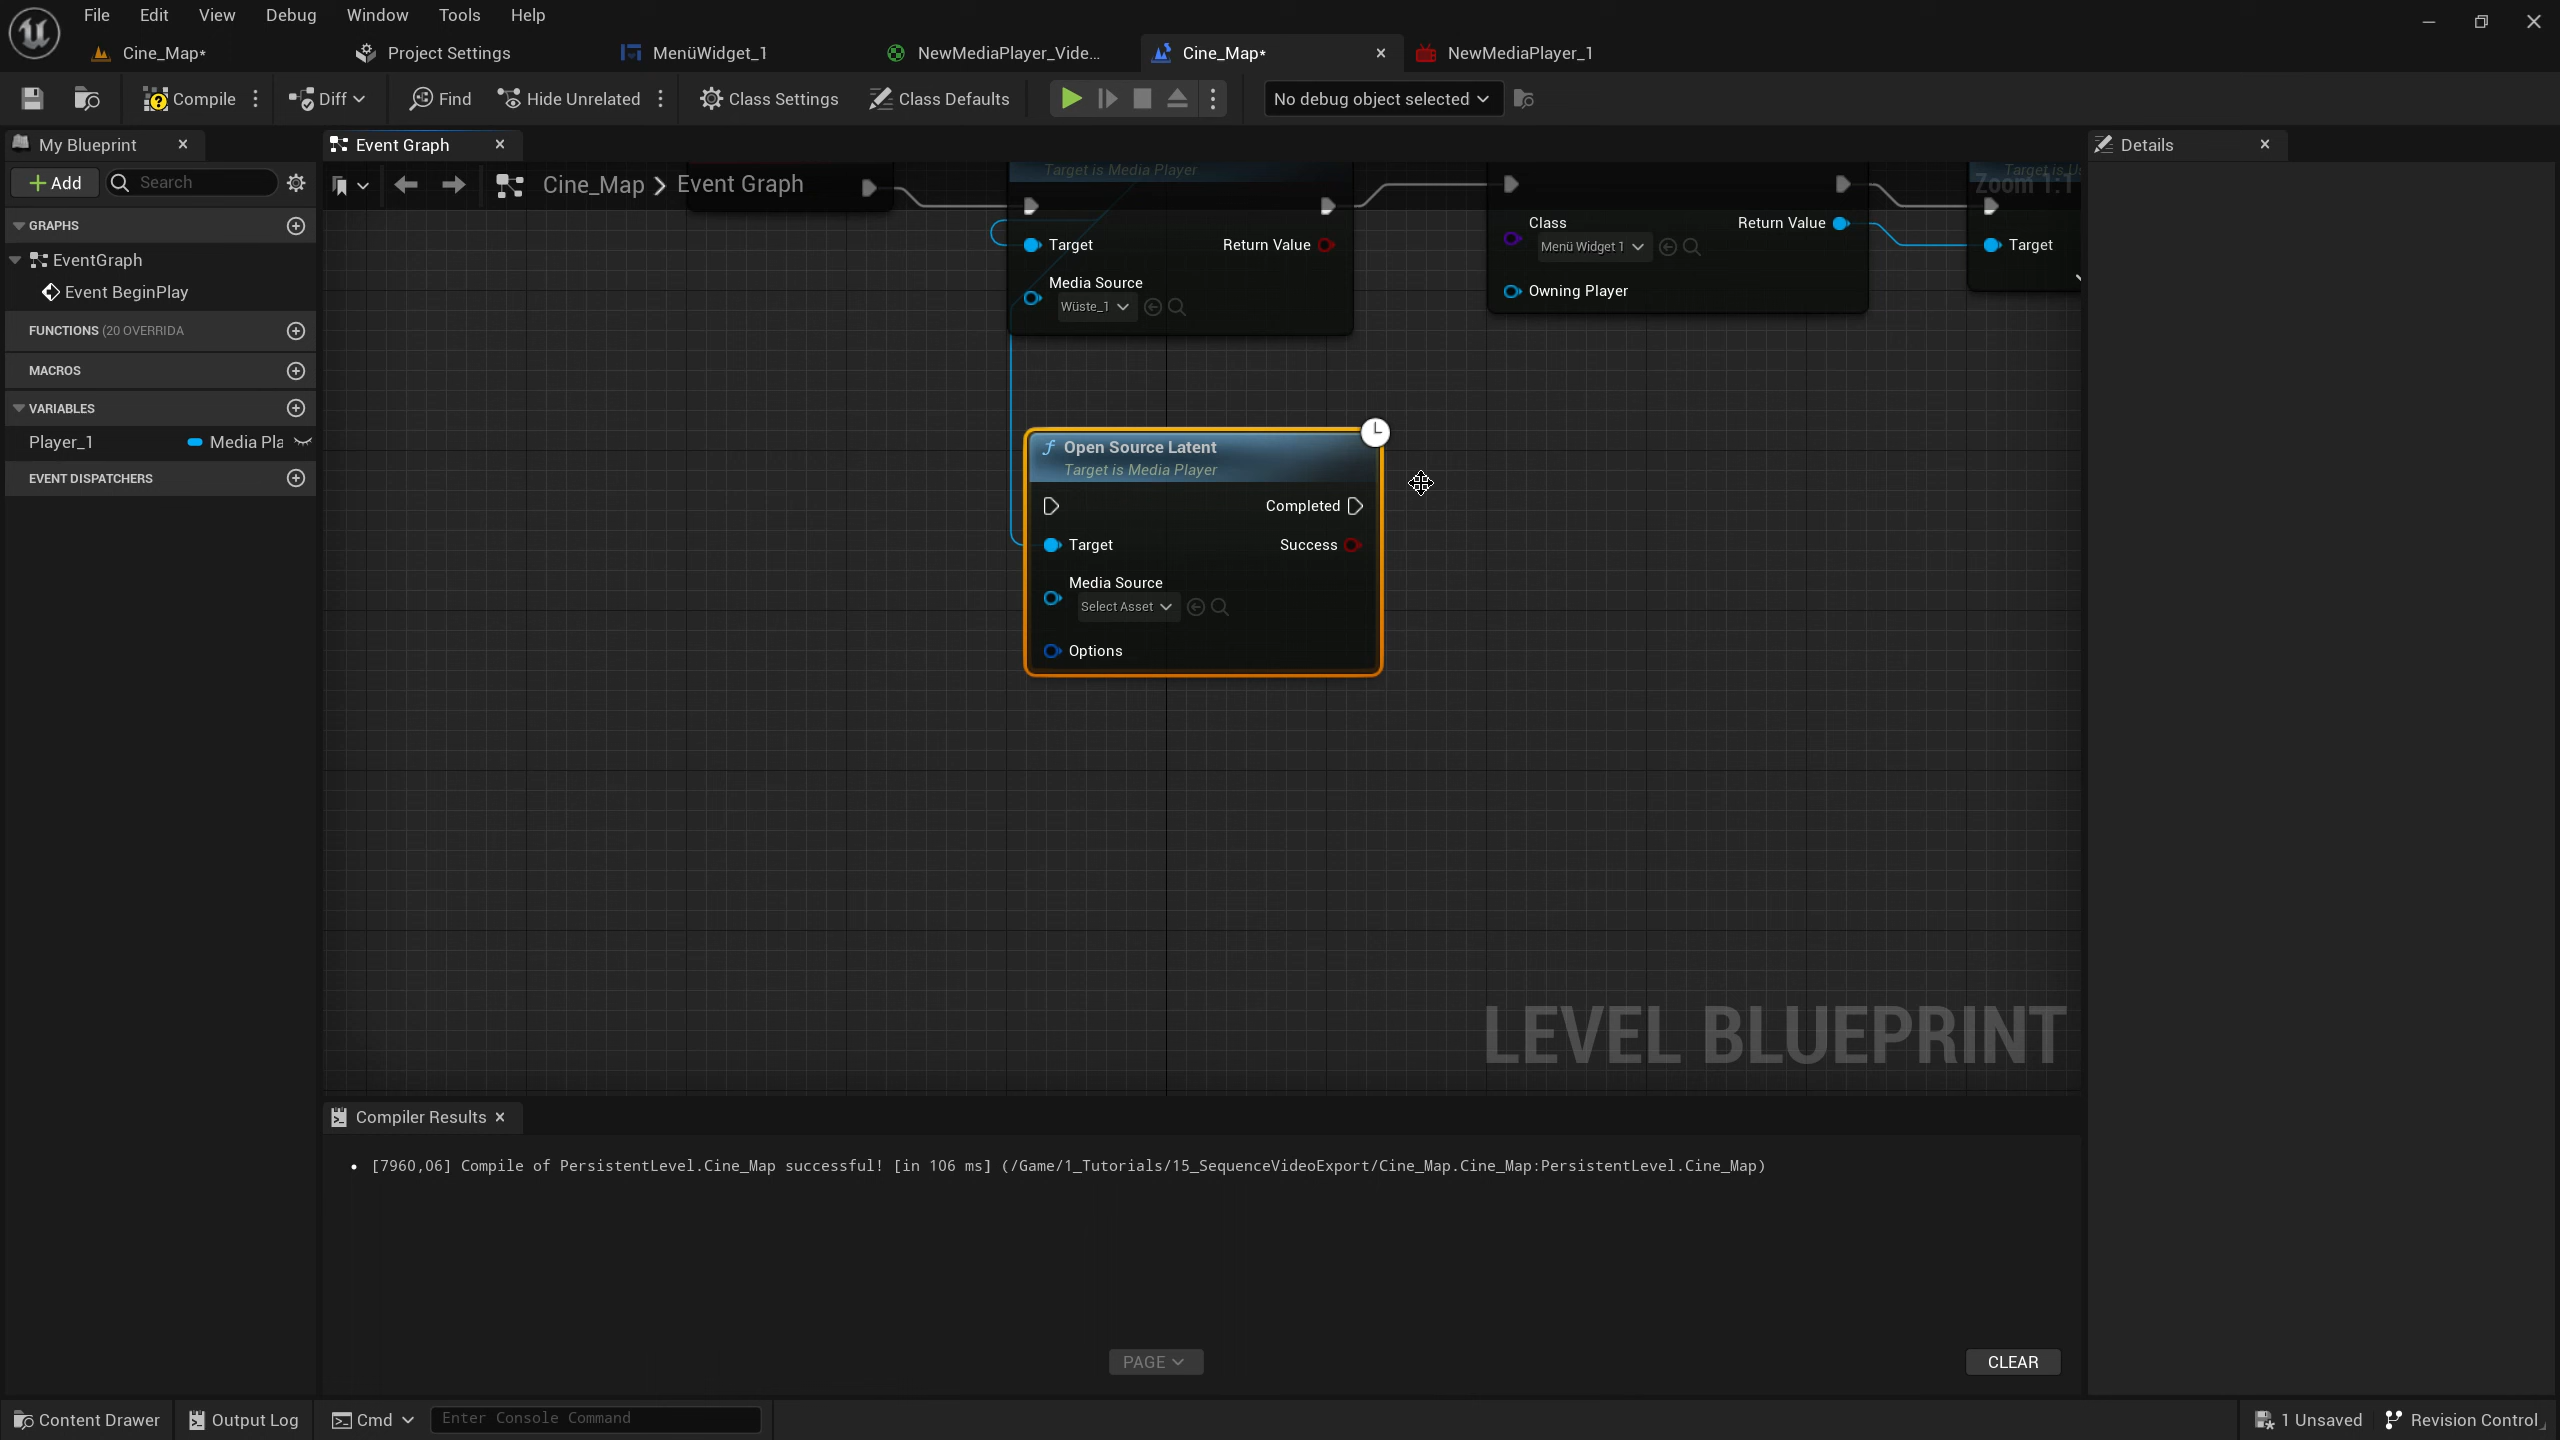 File Edit View Debug Window Tools Help
Cine_Map* Project Settings MenüWidget_1 NewMediaPlayer_Vide... Cine_Map* NewMediaPlayer_1
Compile Diff Find Hide Unrelated Class Settings Class Defaults No debug object selected
My Blueprint
Event Graph
Details
Add Search
Cine_Map > Event Graph
Zoom 1:1
Target is Media Player
Target is Us
GRAPHS
EventGraph
Event BeginPlay
FUNCTIONS (20 OVERRIDA
MACROS
VARIABLES
Player_1 Media Pla
EVENT DISPATCHERS
Target Return Value
Media Source
Wüste_1
Class Return Value
Menü Widget 1
Owning Player
Target
Open Source Latent
Target is Media Player
Completed
Target Success
Media Source
Select Asset
Options
LEVEL BLUEPRINT
Compiler Results
• [7960,06] Compile of PersistentLevel.Cine_Map successful! [in 106 ms] (/Game/1_Tutorials/15_SequenceVideoExport/Cine_Map.Cine_Map:PersistentLevel.Cine_Map)
PAGE CLEAR
Content Drawer Output Log Cmd Enter Console Command 1 Unsaved Revision Control